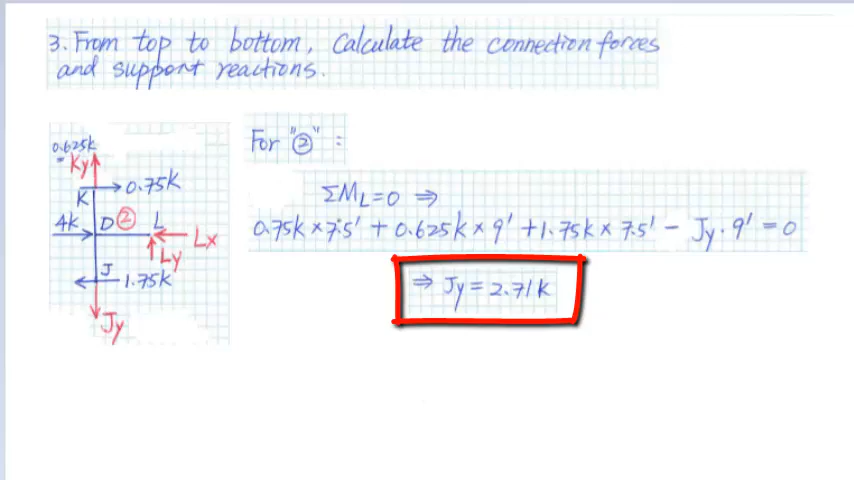 3. From top to bottom, Calculate the connection forces
and support reactions.
For "②" :
0.625k
Ky
K
0.75k
4k
D
②
L
Lx
Ly
J
1.75k
Jy
ΣM_L=0 ⇒
0.75k×7.5' + 0.625k×9' + 1.75k×7.5' − Jy·9' = 0
⇒ Jy = 2.71k